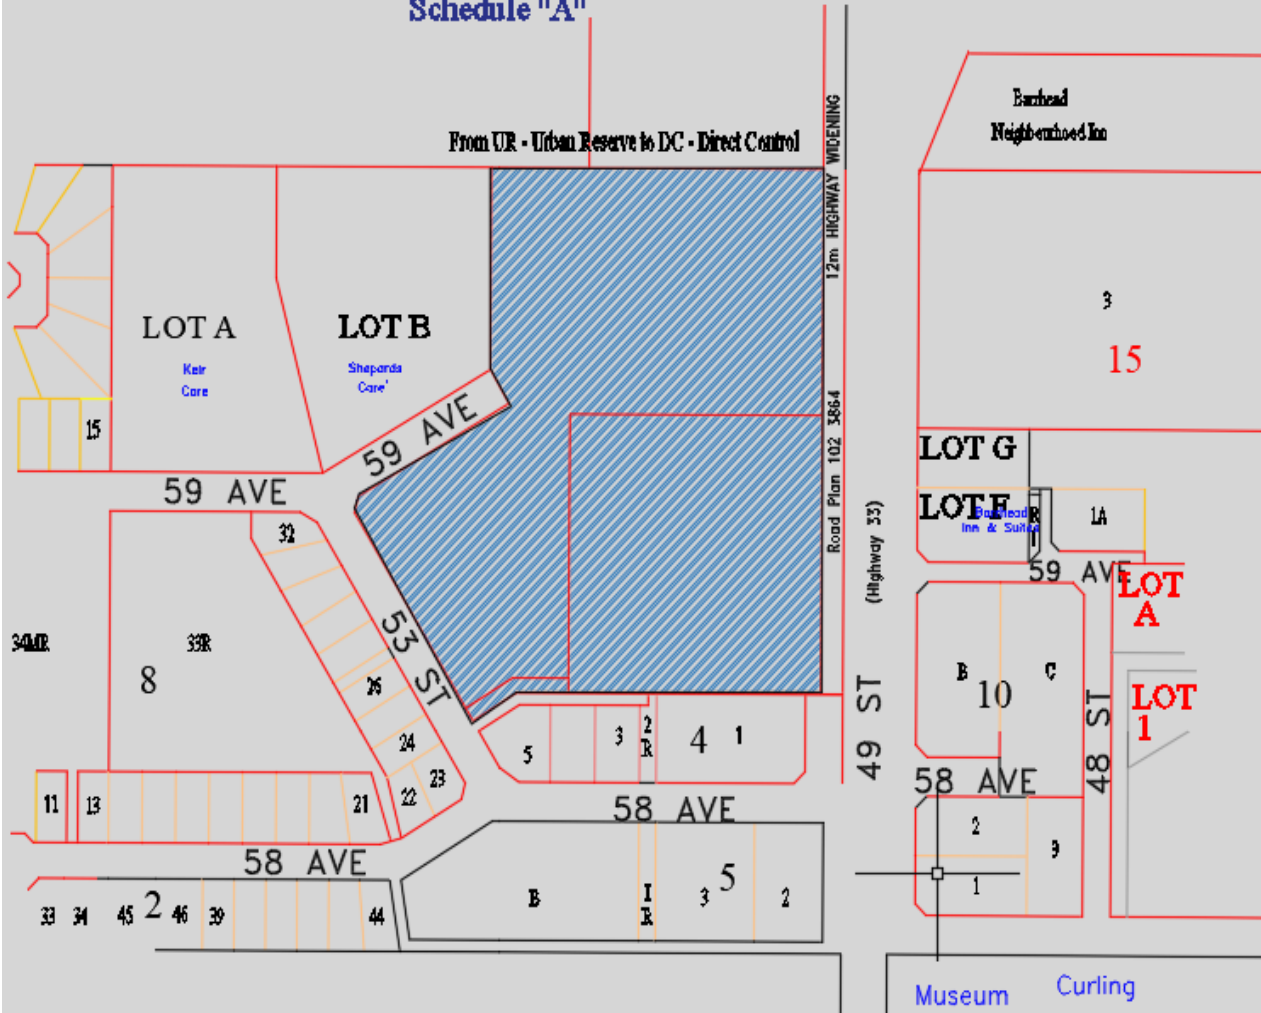 Schedule "A"
Barrhead
Neighbourhood Inn
From UR - Urban Reserve to DC - Direct Control
12m HIGHWAY WIDENING
3
15
LOT A
LOT B
Keir
Care
Shepards
Care'
15
59 AVE
59 AVE
Road Plan 102 3864
(Highway 33)
LOT G
LOT F
Barrhead
Inn & Suites
R
1A
59 AVE
LOT
A
32
53 ST
34MR
33R
8
26
B
10
C
48 ST
LOT
1
49 ST
24
23
22
5
3
2
R
4
1
58 AVE
11
13
21
58 AVE
2
9
1
58 AVE
33
34
45
2
46
39
44
B
1
R
3
5
2
Museum
Curling